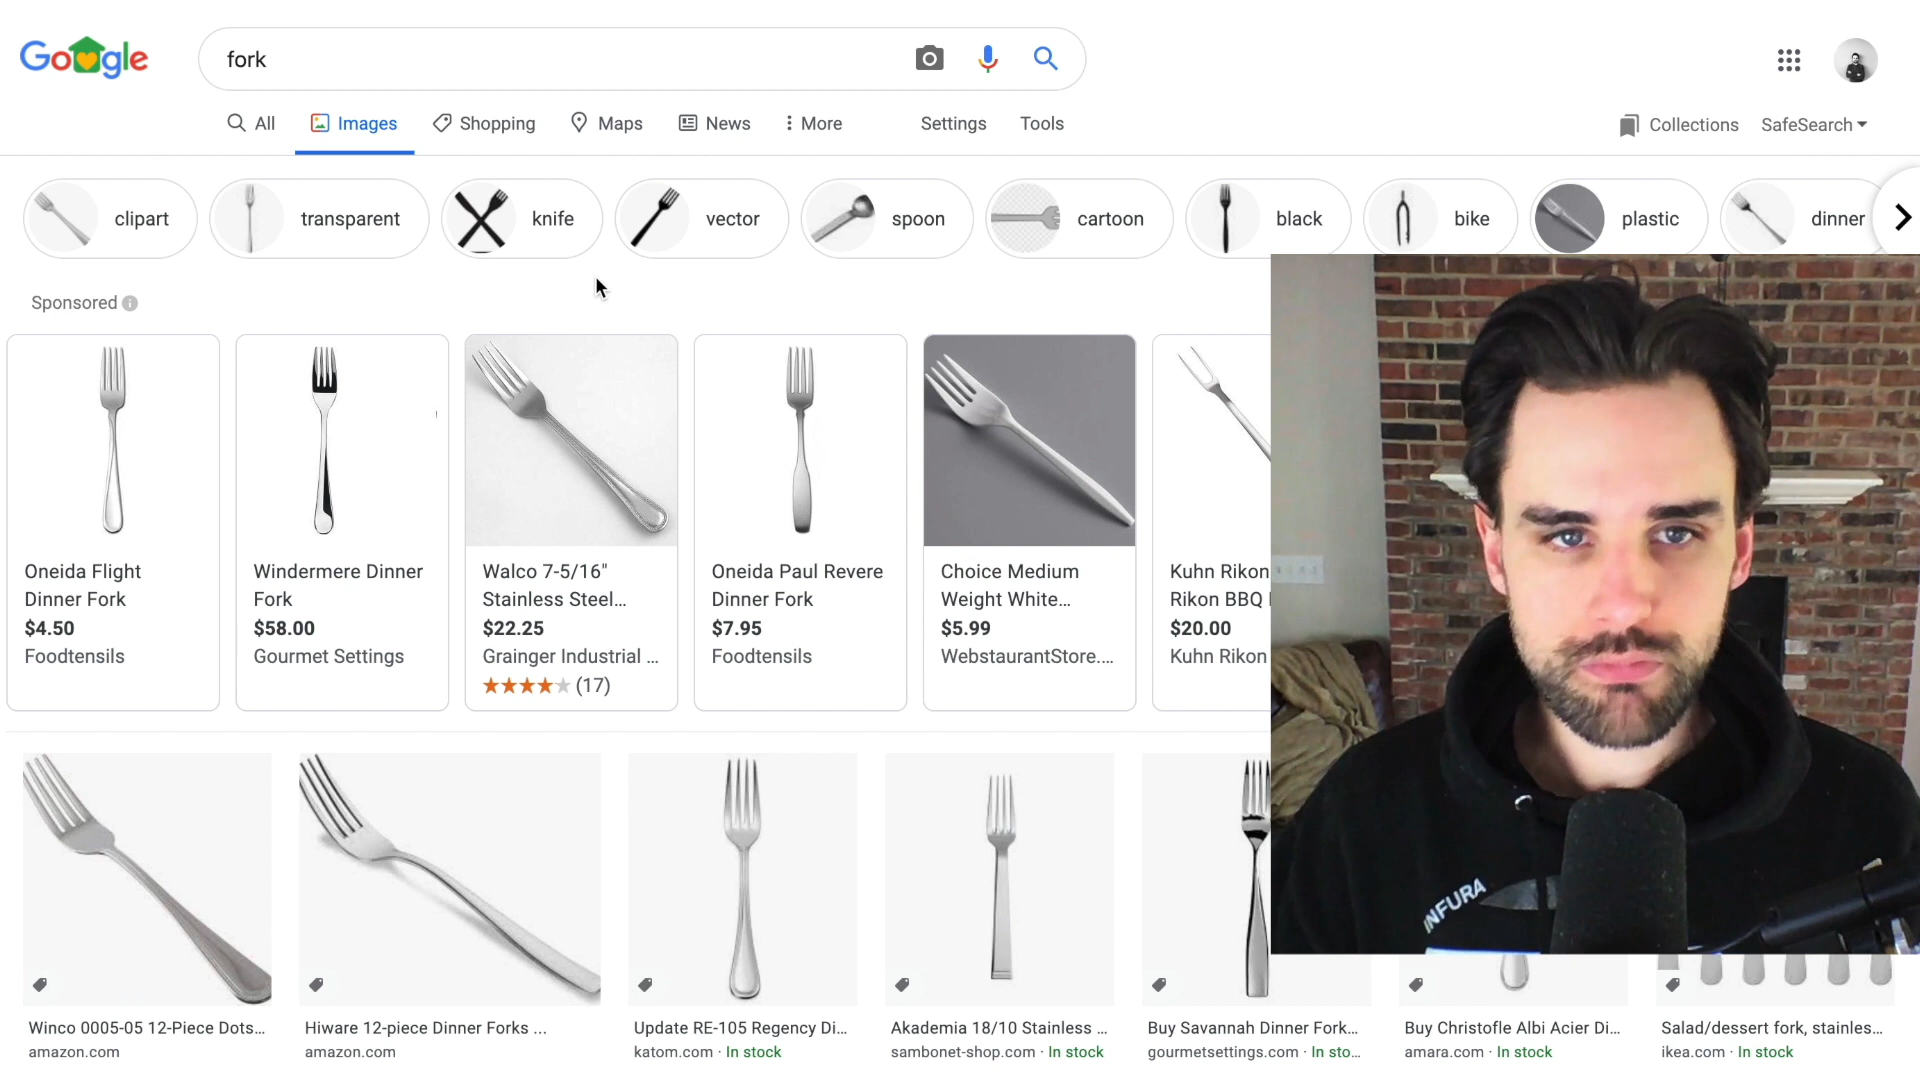 Google
fork
All
Images
Shopping
Maps
News
More
Settings
Tools
Collections
SafeSearch
clipart
transparent
knife
vector
spoon
cartoon
black
bike
plastic
dinner
Sponsored
Oneida Flight
Dinner Fork
$4.50
Foodtensils
Windermere Dinner
Fork
$58.00
Gourmet Settings
Walco 7-5/16"
Stainless Steel...
$22.25
Grainger Industrial ...
(17)
Oneida Paul Revere
Dinner Fork
$7.95
Foodtensils
Choice Medium
Weight White...
$5.99
WebstaurantStore....
Kuhn Rikon
Rikon BBQ
$20.00
Kuhn Rikon
INFURA
Winco 0005-05 12-Piece Dots...
amazon.com
Hiware 12-piece Dinner Forks ...
amazon.com
Update RE-105 Regency Di...
katom.com · In stock
Akademia 18/10 Stainless ...
sambonet-shop.com · In stock
Buy Savannah Dinner Fork...
gourmetsettings.com · In sto...
Buy Christofle Albi Acier Di...
amara.com · In stock
Salad/dessert fork, stainles...
ikea.com · In stock